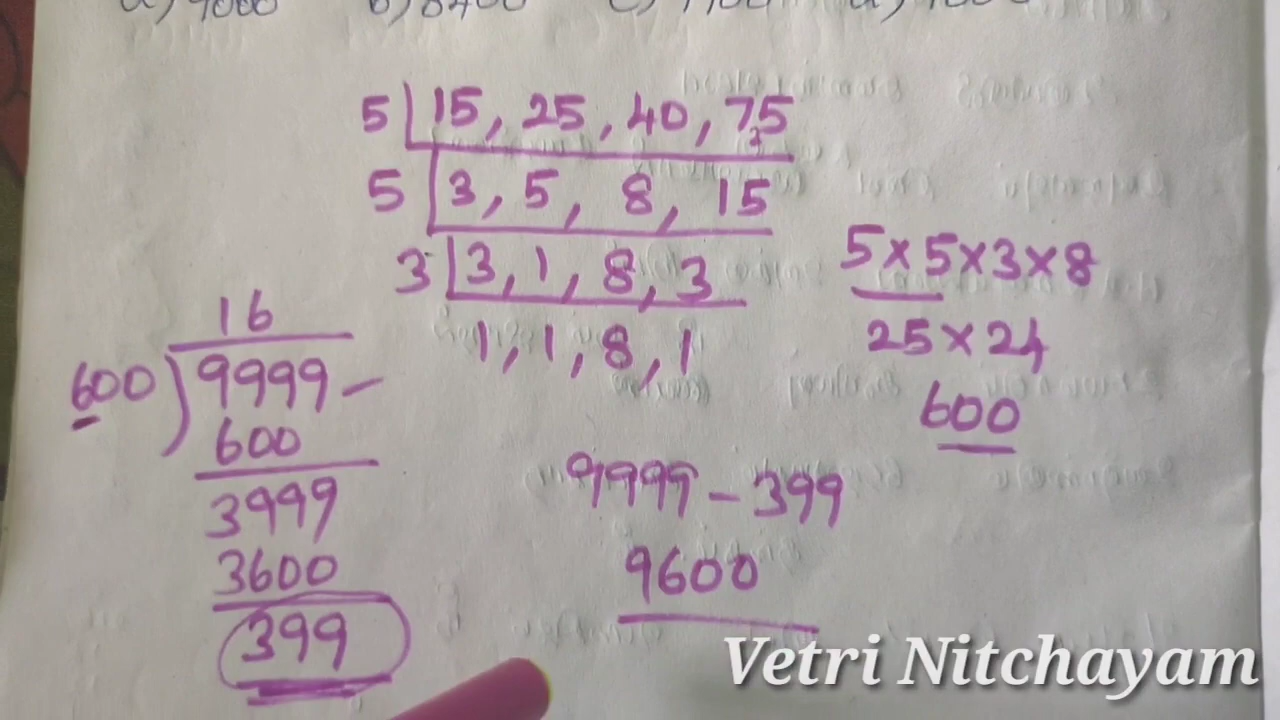 5 | 15, 25, 40, 75
5 | 3, 5, 8, 15
3 | 3, 1, 8, 3
1, 1, 8, 1
5×5×3×8
25×24
600
16
600 ) 9999 –
600
3999
3600
399
9999 – 399
9600
Vetri Nitchayam